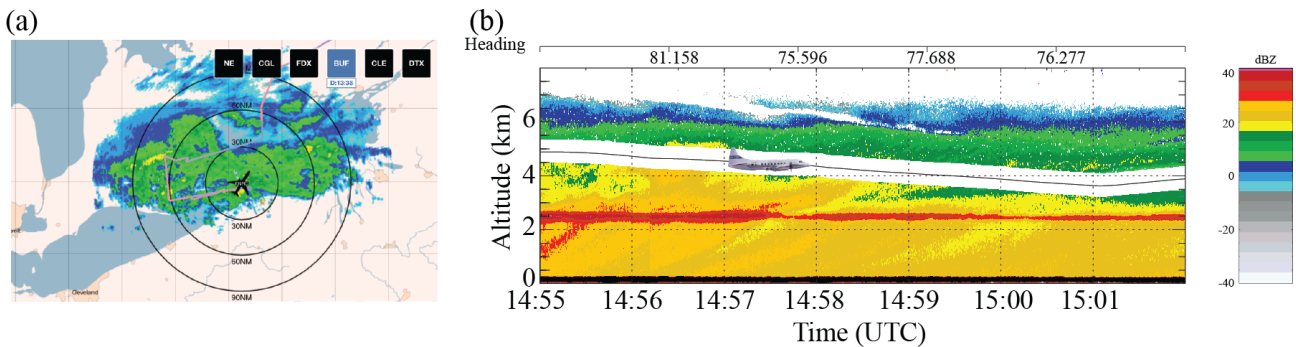 (a)
NE CGL FDX BUF CLE DTX
60NM
30NM
30NM
60NM
90NM
Cleveland
(b)
Heading
81.158 75.596 77.688 76.277
Altitude (km)
6
4
2
0
14:55 14:56 14:57 14:58 14:59 15:00 15:01
Time (UTC)
dBZ
40
20
0
-20
-40